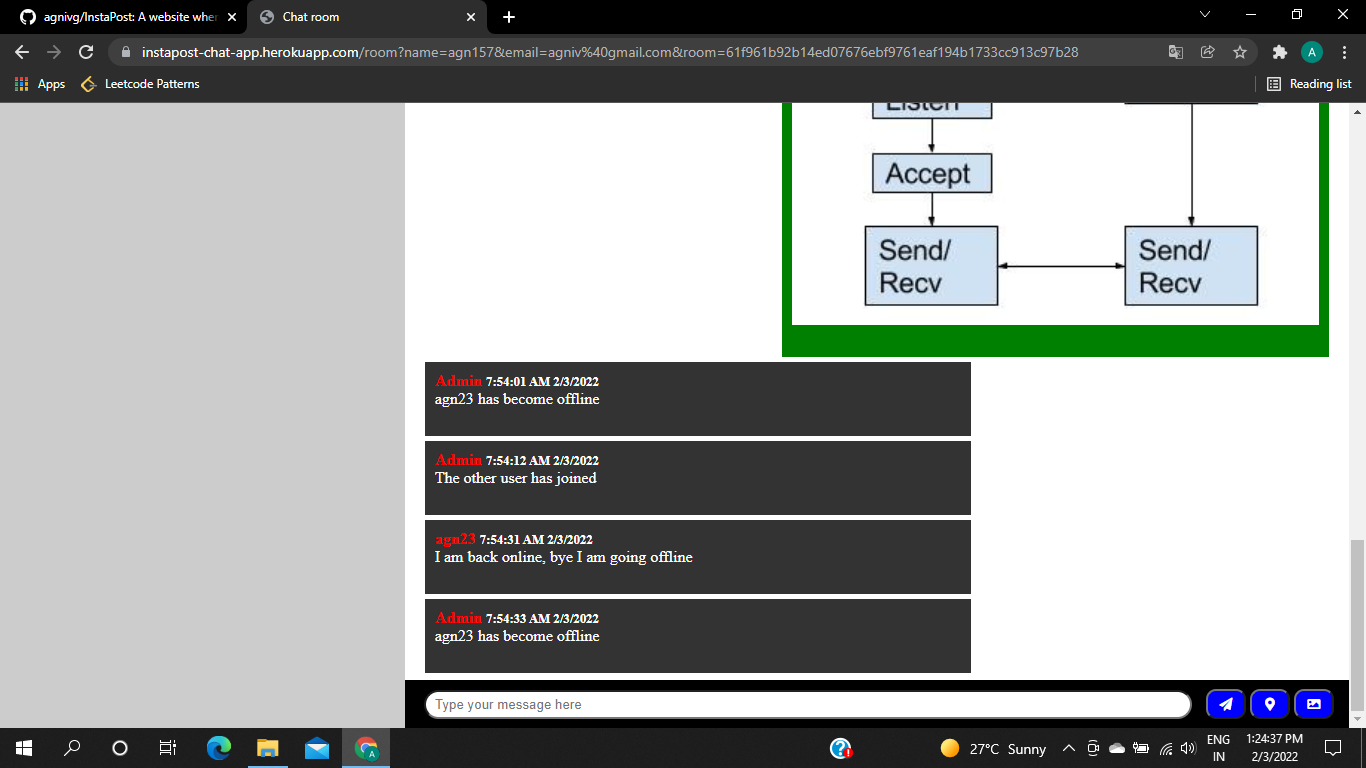 agnivg/InstaPost: A website wher
Chat room
instapost-chat-app.herokuapp.com/room?name=agn157&email=agniv%40gmail.com&room=61f961b92b14ed07676ebf9761eaf194b1733cc913c97b28
A
Apps
Leetcode Patterns
Reading list
Listen
Accept
Send/
Recv
Send/
Recv
Admin 7:54:01 AM 2/3/2022
agn23 has become offline
Admin 7:54:12 AM 2/3/2022
The other user has joined
agn23 7:54:31 AM 2/3/2022
I am back online, bye I am going offline
Admin 7:54:33 AM 2/3/2022
agn23 has become offline
Type your message here
27°C Sunny
ENG
IN
1:24:37 PM
2/3/2022